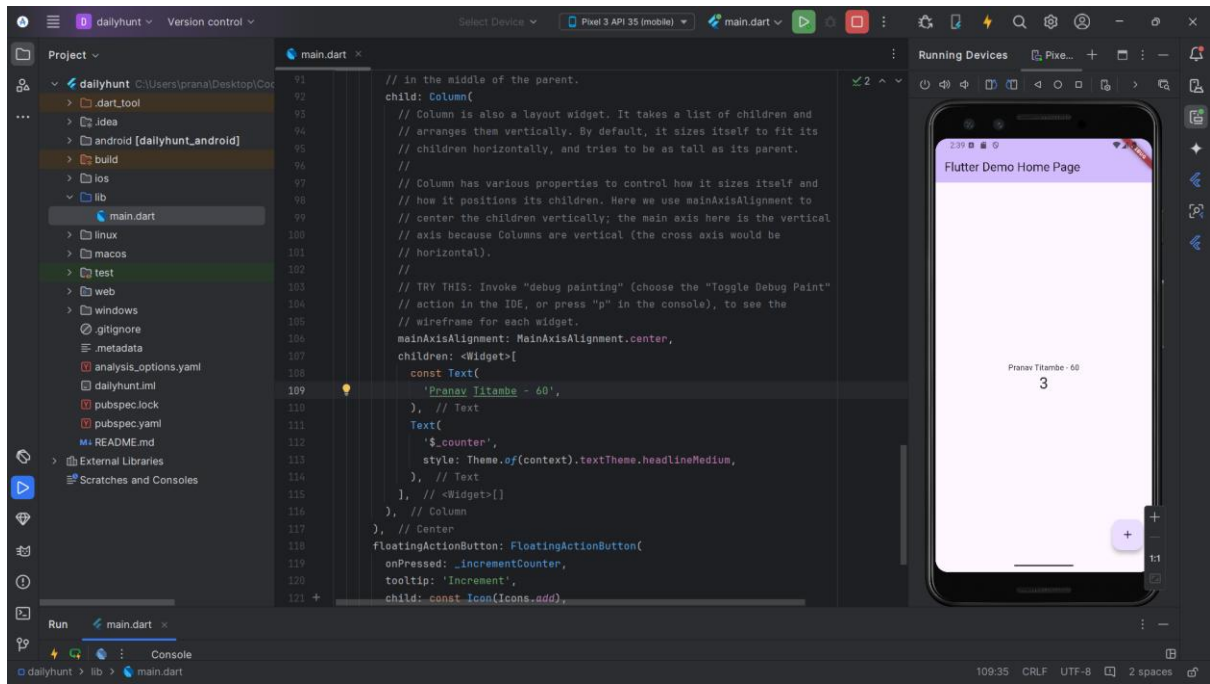 D dailyhunt Version control Select Device Pixel 3 API 35 (mobile) main.dart
Project
main.dart
Running Devices Pixe...
dailyhunt C:\Users\prana\Desktop\Coc
.dart_tool
.idea
android [dailyhunt_android]
build
ios
lib
main.dart
linux
macos
test
web
windows
.gitignore
.metadata
analysis_options.yaml
dailyhunt.iml
pubspec.lock
pubspec.yaml
M↓ README.md
External Libraries
Scratches and Consoles
2
91 // in the middle of the parent.
92 child: Column(
93 // Column is also a layout widget. It takes a list of children and
94 // arranges them vertically. By default, it sizes itself to fit its
95 // children horizontally, and tries to be as tall as its parent.
96 //
97 // Column has various properties to control how it sizes itself and
98 // how it positions its children. Here we use mainAxisAlignment to
99 // center the children vertically; the main axis here is the vertical
100 // axis because Columns are vertical (the cross axis would be
101 // horizontal).
102 //
103 // TRY THIS: Invoke "debug painting" (choose the "Toggle Debug Paint"
104 // action in the IDE, or press "p" in the console), to see the
105 // wireframe for each widget.
106 mainAxisAlignment: MainAxisAlignment.center,
107 children: <Widget>[
108 const Text(
109 'Pranav Titambe - 60',
110 ), // Text
111 Text(
112 '$_counter',
113 style: Theme.of(context).textTheme.headlineMedium,
114 ), // Text
115 ], // <Widget>[]
116 ), // Column
117 ), // Center
118 floatingActionButton: FloatingActionButton(
119 onPressed: _incrementCounter,
120 tooltip: 'Increment',
121 child: const Icon(Icons.add),
2:39
DEBUG
Flutter Demo Home Page
Pranav Titambe - 60
3
+
1:1
Run main.dart
Console
dailyhunt > lib > main.dart
109:35 CRLF UTF-8 2 spaces